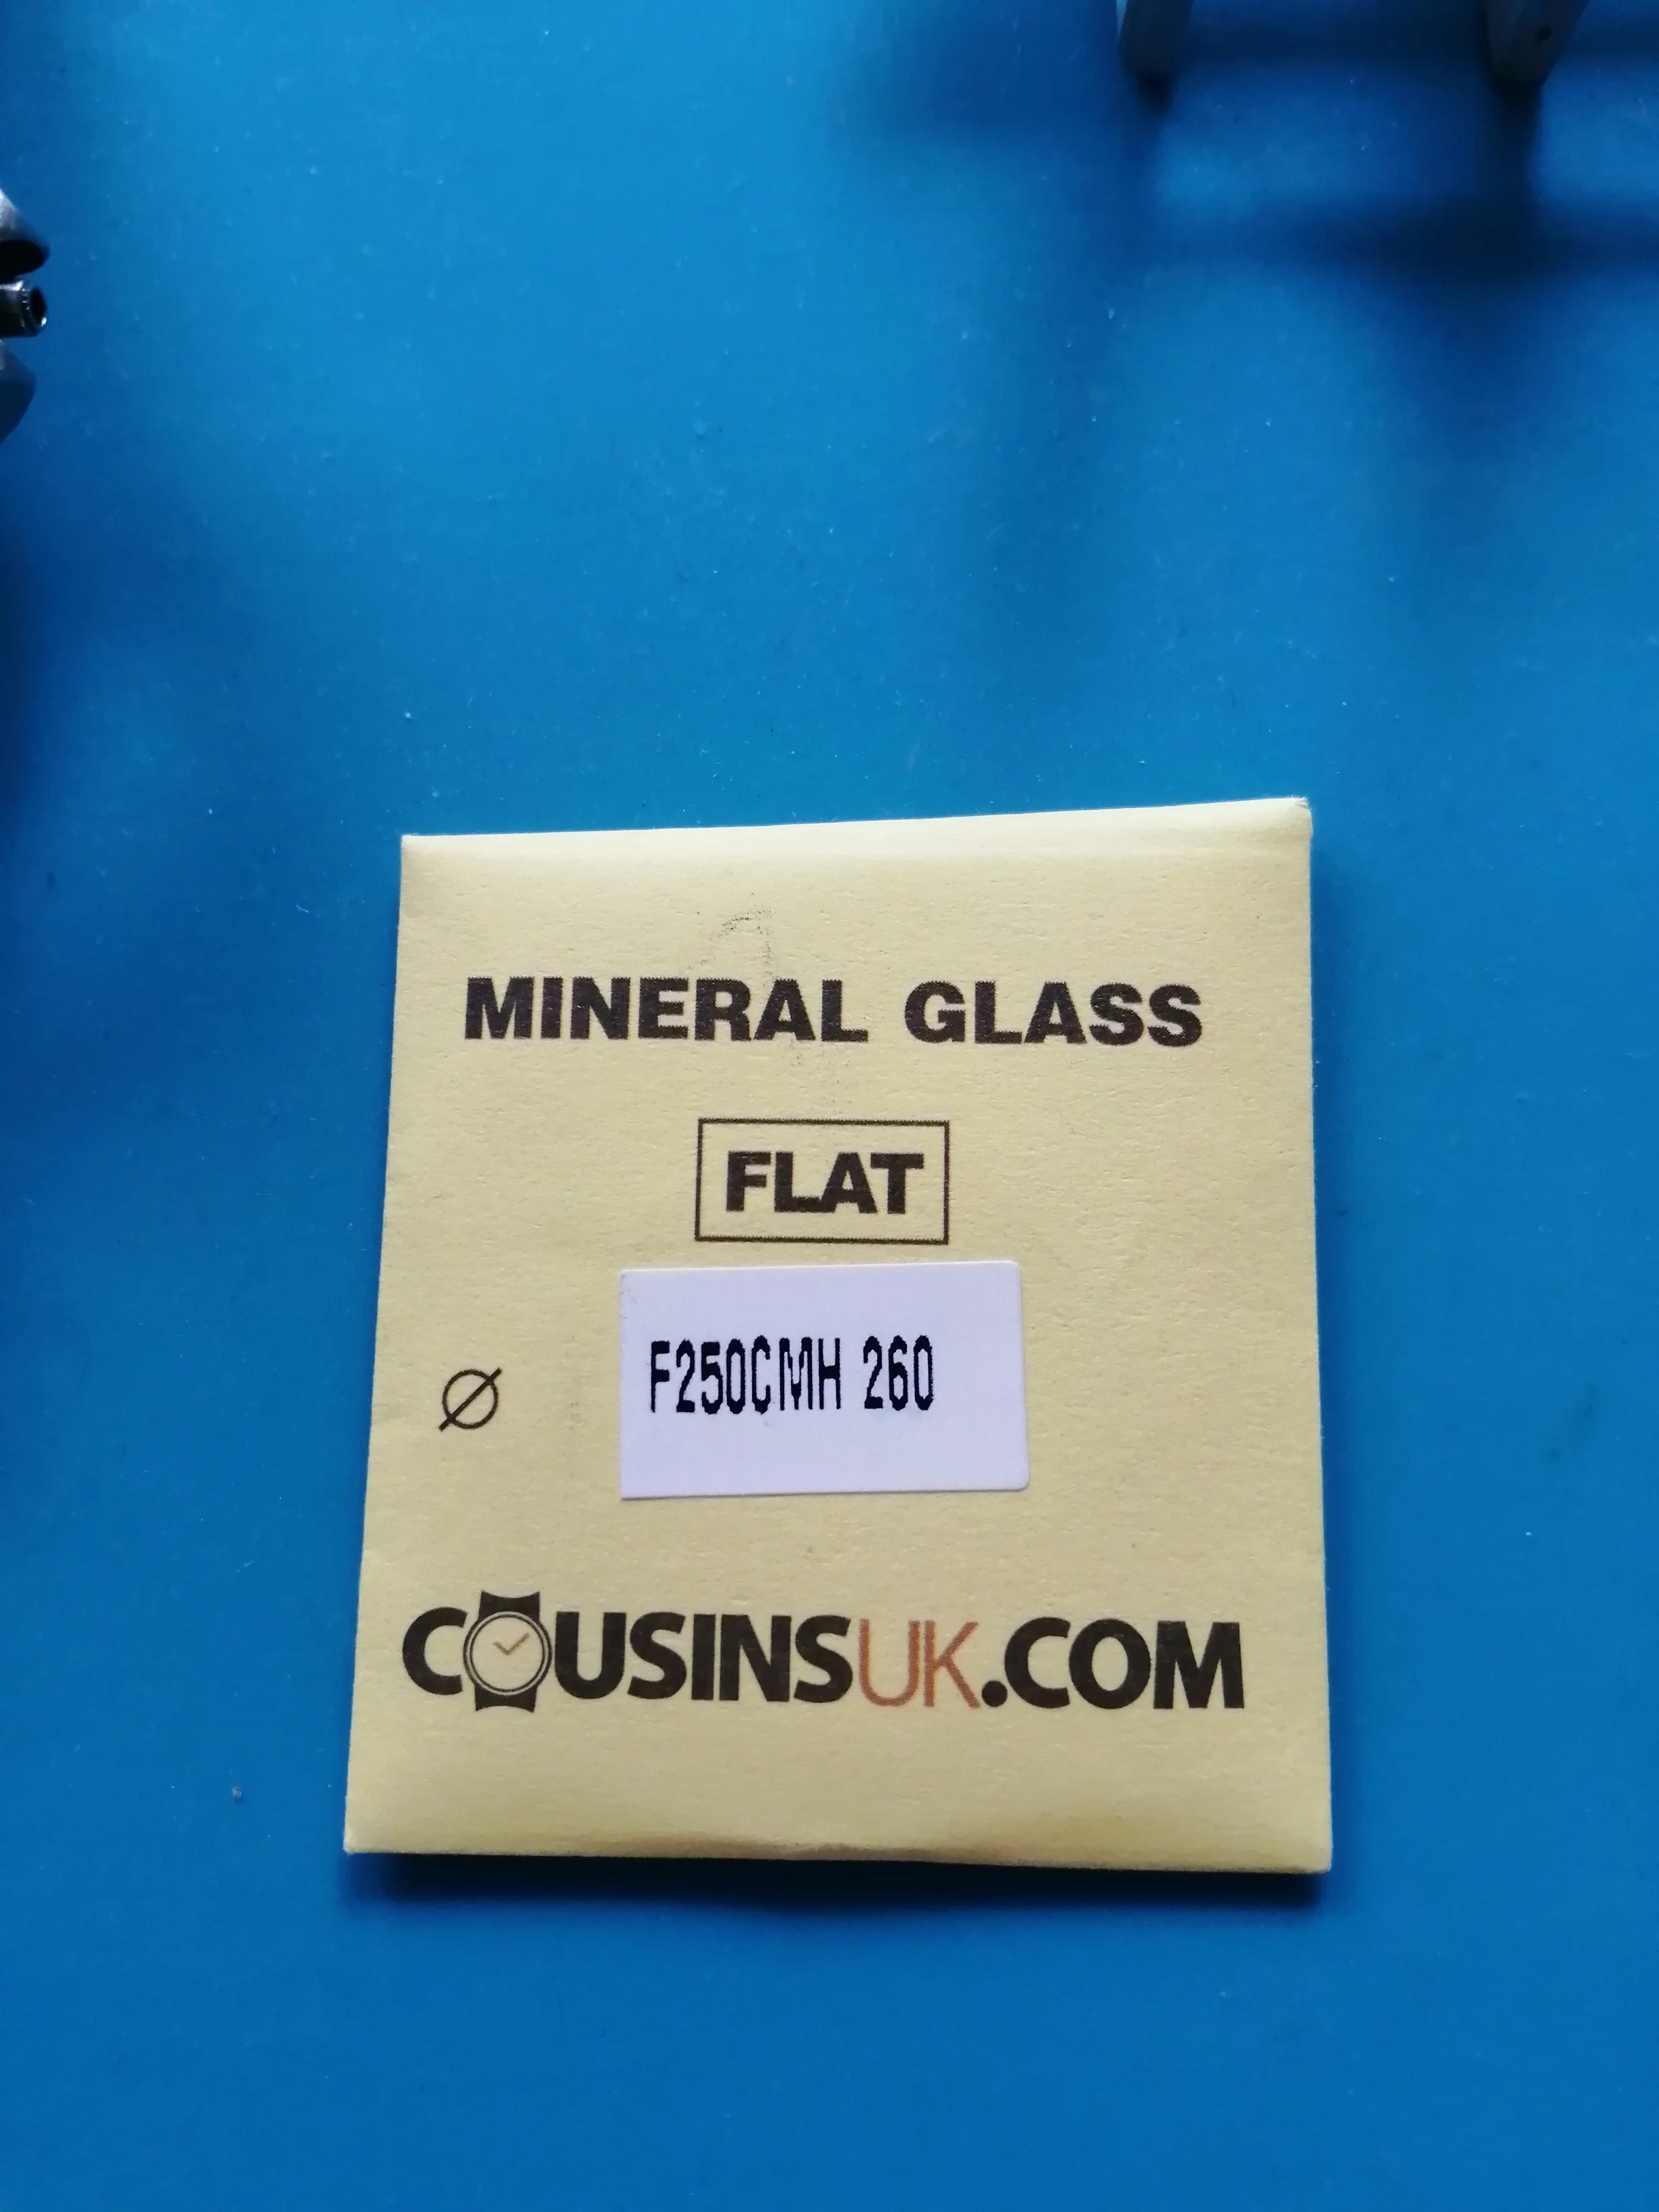 MINERAL GLASS
FLAT
Ø F250CMH 260
COUSINSUK.COM